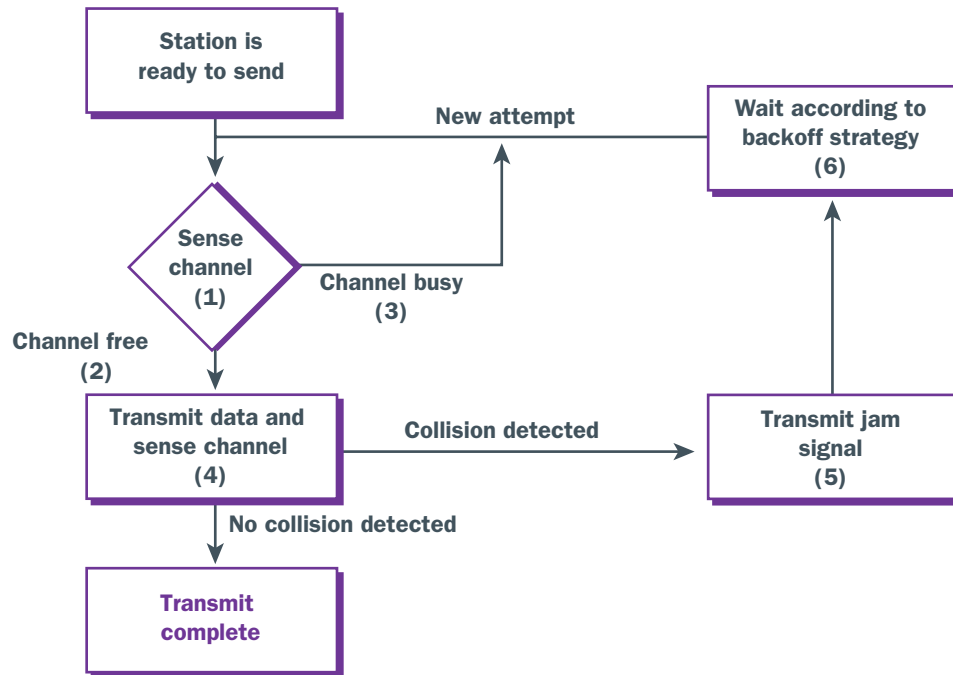 Station is
ready to send
New attempt
Wait according to
backoff strategy
(6)
Sense
channel
(1)
Channel busy
(3)
Channel free
(2)
Transmit data and
sense channel
(4)
Collision detected
Transmit jam
signal
(5)
No collision detected
Transmit
complete